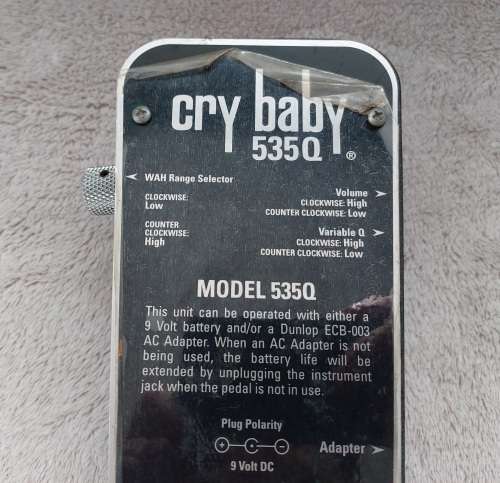 cry baby
535Q ®
WAH Range Selector
CLOCKWISE:
Low
COUNTER
CLOCKWISE:
High
Volume
CLOCKWISE: High
COUNTER CLOCKWISE: Low
Variable Q
CLOCKWISE: High
COUNTER CLOCKWISE: Low
MODEL 535Q
This unit can be operated with either a
9 Volt battery and/or a Dunlop ECB-003
AC Adapter. When an AC Adapter is not
being used, the battery life will be
extended by unplugging the instrument
jack when the pedal is not in use.
Plug Polarity
Adapter
9 Volt DC